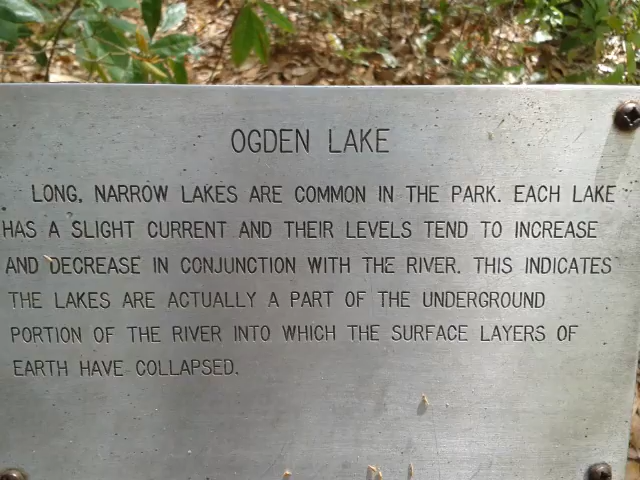 OGDEN LAKE
LONG, NARROW LAKES ARE COMMON IN THE PARK. EACH LAKE
HAS A SLIGHT CURRENT AND THEIR LEVELS TEND TO INCREASE
AND DECREASE IN CONJUNCTION WITH THE RIVER. THIS INDICATES
THE LAKES ARE ACTUALLY A PART OF THE UNDERGROUND
PORTION OF THE RIVER INTO WHICH THE SURFACE LAYERS OF
EARTH HAVE COLLAPSED.